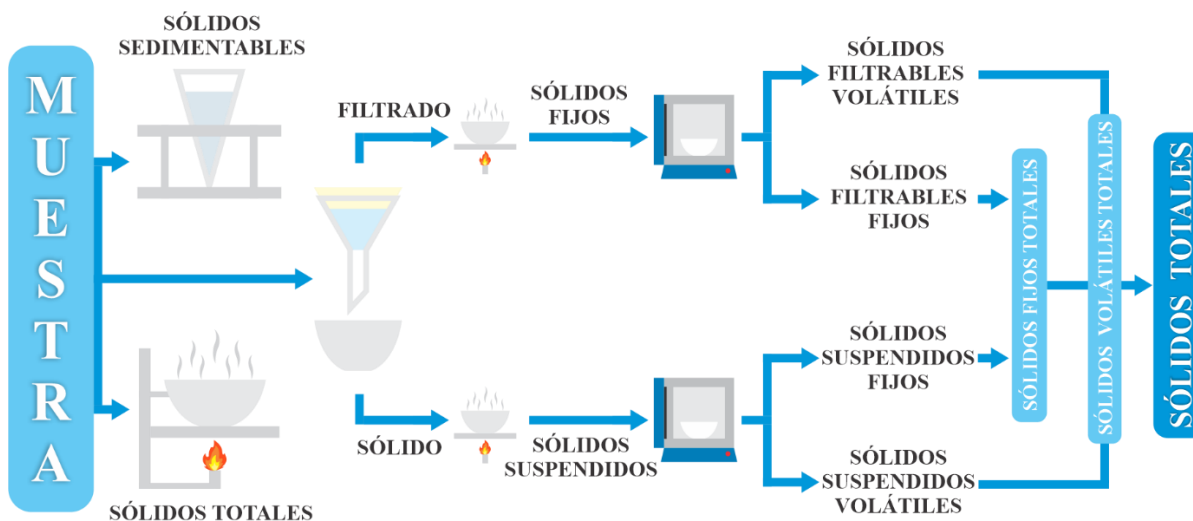 MUESTRA
SÓLIDOS
SEDIMENTABLES
SÓLIDOS TOTALES
FILTRADO
SÓLIDOS
FIJOS
SÓLIDO
SÓLIDOS
SUSPENDIDOS
SÓLIDOS
FILTRABLES
VOLÁTILES
SÓLIDOS
FILTRABLES
FIJOS
SÓLIDOS
SUSPENDIDOS
FIJOS
SÓLIDOS
SUSPENDIDOS
VOLÁTILES
SÓLIDOS FIJOS TOTALES
SÓLIDOS VOLÁTILES TOTALES
SÓLIDOS TOTALES